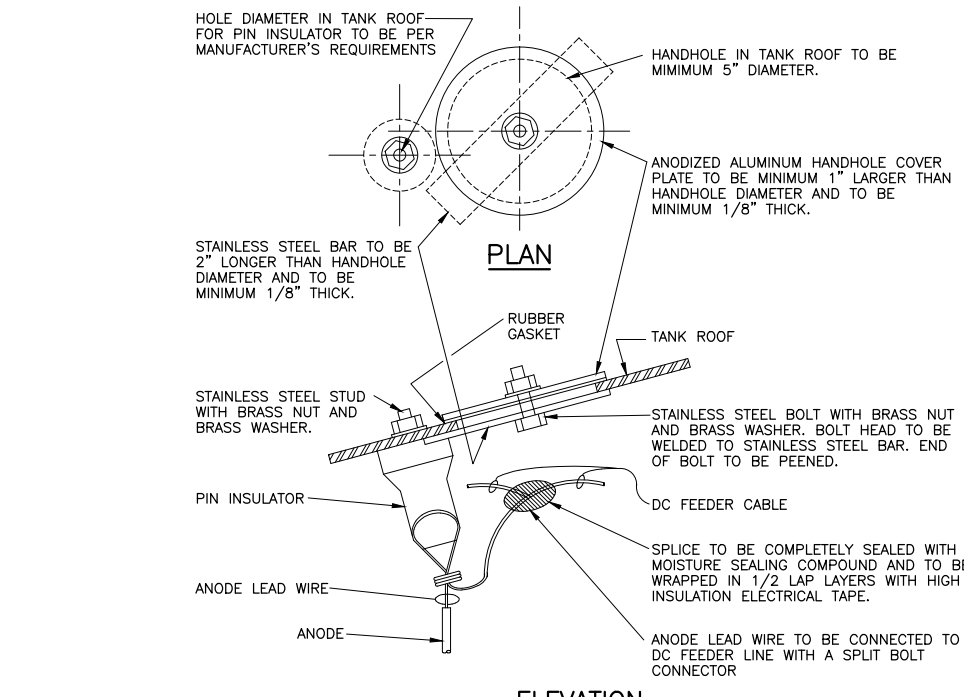 HOLE DIAMETER IN TANK ROOF
FOR PIN INSULATOR TO BE PER
MANUFACTURER'S REQUIREMENTS
HANDHOLE IN TANK ROOF TO BE
MIMIMUM 5" DIAMETER.
ANODIZED ALUMINUM HANDHOLE COVER
PLATE TO BE MINIMUM 1" LARGER THAN
HANDHOLE DIAMETER AND TO BE
MINIMUM 1/8" THICK.
STAINLESS STEEL BAR TO BE
2" LONGER THAN HANDHOLE
DIAMETER AND TO BE
MINIMUM 1/8" THICK.
PLAN
RUBBER
GASKET
TANK ROOF
STAINLESS STEEL STUD
WITH BRASS NUT AND
BRASS WASHER.
STAINLESS STEEL BOLT WITH BRASS NUT
AND BRASS WASHER. BOLT HEAD TO BE
WELDED TO STAINLESS STEEL BAR. END
OF BOLT TO BE PEENED.
PIN INSULATOR
DC FEEDER CABLE
SPLICE TO BE COMPLETELY SEALED WITH
MOISTURE SEALING COMPOUND AND TO BE
WRAPPED IN 1/2 LAP LAYERS WITH HIGH
INSULATION ELECTRICAL TAPE.
ANODE LEAD WIRE
ANODE
ANODE LEAD WIRE TO BE CONNECTED TO
DC FEEDER LINE WITH A SPLIT BOLT
CONNECTOR
ELEVATION